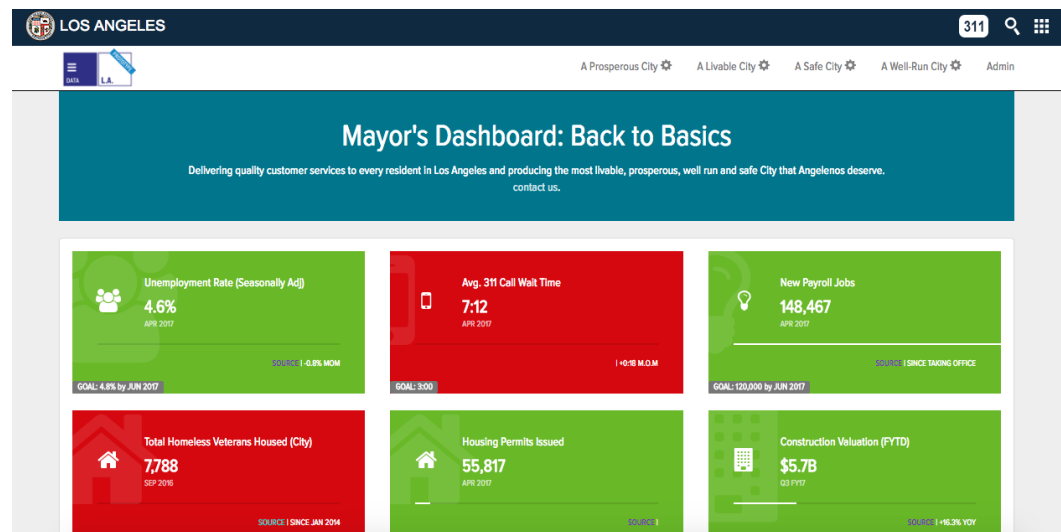 LOS ANGELES
311
DATA
L.A.
A Prosperous City
A Livable City
A Safe City
A Well-Run City
Admin
Mayor's Dashboard: Back to Basics
Delivering quality customer services to every resident in Los Angeles and producing the most livable, prosperous, well run and safe City that Angelenos deserve.
contact us.
Unemployment Rate (Seasonally Adj)
4.6%
APR 2017
SOURCE | -0.8% MOM
GOAL: 4.8% by JUN 2017
Avg. 311 Call Wait Time
7:12
APR 2017
| +0:18 M.O.M
GOAL: 3:00
New Payroll Jobs
148,467
APR 2017
SOURCE | SINCE TAKING OFFICE
GOAL: 120,000 by JUN 2017
Total Homeless Veterans Housed (City)
7,788
SEP 2016
SOURCE | SINCE JAN 2014
Housing Permits Issued
55,817
APR 2017
SOURCE |
Construction Valuation (FYTD)
$5.7B
Q3 FY17
SOURCE | +16.3% YOY